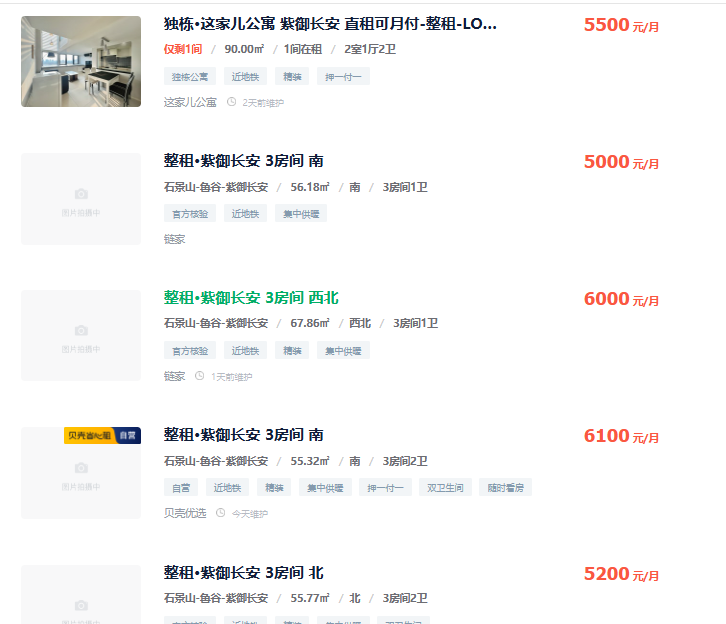 独栋·这家儿公寓 紫御长安 直租可月付-整租-LO...
5500 元/月
仅剩1间 / 90.00㎡ / 1间在租 / 2室1厅2卫
独栋公寓 近地铁 精装 押一付一
这家儿公寓 2天前维护
整租·紫御长安 3房间 南
5000 元/月
石景山-鲁谷-紫御长安 / 56.18㎡ / 南 / 3房间1卫
图片拍摄中
官方核验 近地铁 集中供暖
链家
整租·紫御长安 3房间 西北
6000 元/月
石景山-鲁谷-紫御长安 / 67.86㎡ / 西北 / 3房间1卫
图片拍摄中
官方核验 近地铁 精装 集中供暖
链家 1天前维护
贝壳省心租 自营
整租·紫御长安 3房间 南
6100 元/月
石景山-鲁谷-紫御长安 / 55.32㎡ / 南 / 3房间2卫
图片拍摄中
自营 近地铁 精装 集中供暖 押一付一 双卫生间 随时看房
贝壳优选 今天维护
整租·紫御长安 3房间 北
5200 元/月
石景山-鲁谷-紫御长安 / 55.77㎡ / 北 / 3房间2卫